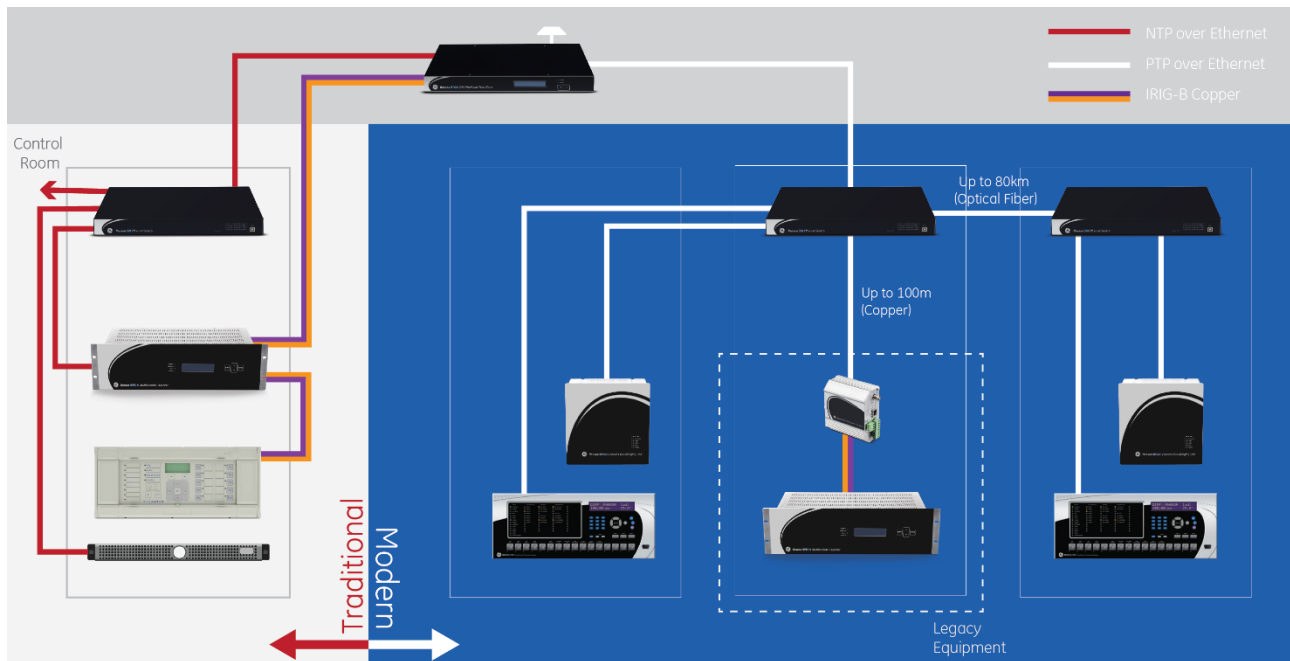 NTP over Ethernet
PTP over Ethernet
IRIG-B Copper
Control
Room
Up to 80km
(Optical Fiber)
Up to 100m
(Copper)
Traditional
Modern
Legacy
Equipment